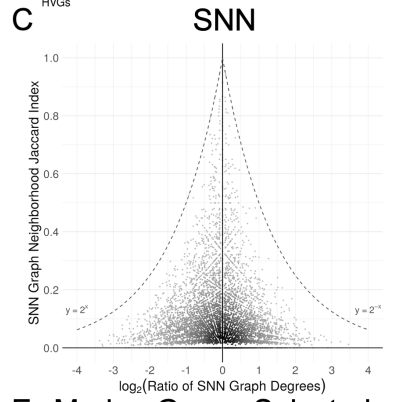 HVGs
C SNN
SNN Graph Neighborhood Jaccard Index
1.0
0.8
0.6
0.4
0.2
0.0
y = 2^x
y = 2^-x
-4 -3 -2 -1 0 1 2 3 4
log₂(Ratio of SNN Graph Degrees)